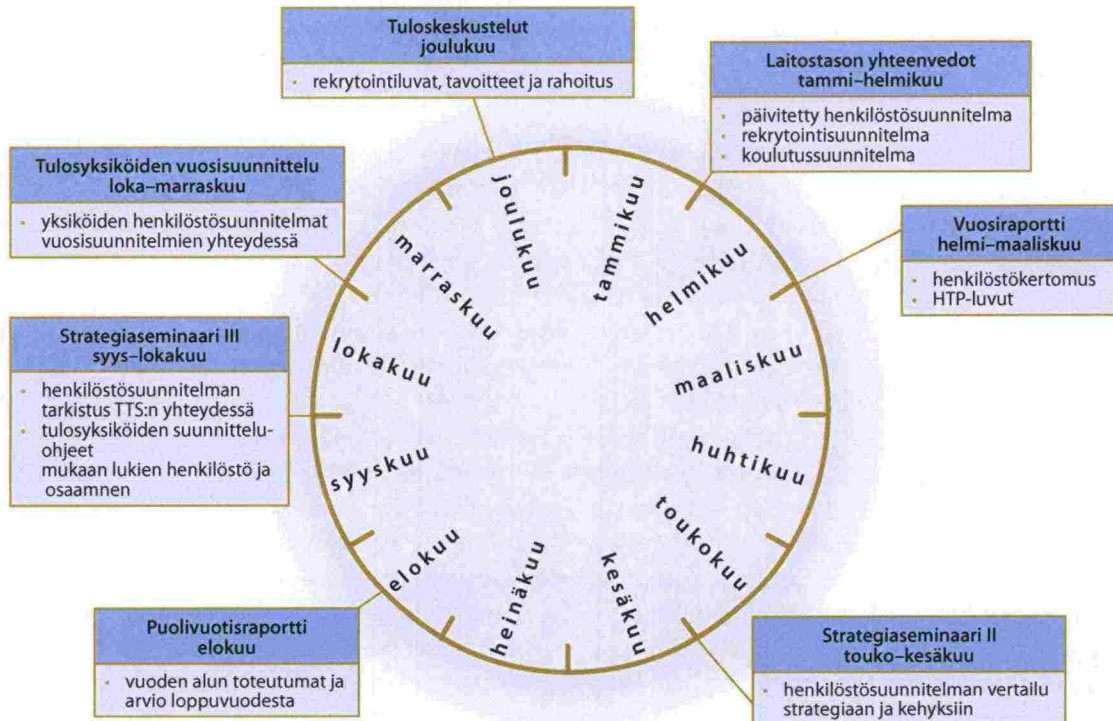 Tuloskeskustelut
joulukuu
• rekrytointiluvat, tavoitteet ja rahoitus
Laitostason yhteenvedot
tammi–helmikuu
• päivitetty henkilöstösuunnitelma
• rekrytointisuunnitelma
• koulutussuunnitelma
Vuosiraportti
helmi–maaliskuu
• henkilöstökertomus
• HTP-luvut
Strategiaseminaari II
touko–kesäkuu
• henkilöstösuunnitelman vertailu
strategiaan ja kehyksiin
Puolivuotisraportti
elokuu
• vuoden alun toteutumat ja
arvio loppuvuodesta
Strategiaseminaari III
syys–lokakuu
• henkilöstösuunnitelman
tarkistus TTS:n yhteydessä
• tulosyksiköiden suunnittelu-
ohjeet
mukaan lukien henkilöstö ja
osaamnen
Tulosyksiköiden vuosisuunnittelu
loka–marraskuu
• yksiköiden henkilöstösuunnitelmat
vuosisuunnitelmien yhteydessä
tammikuu
helmikuu
maaliskuu
huhtikuu
toukokuu
kesäkuu
heinäkuu
elokuu
syyskuu
lokakuu
marraskuu
joulukuu